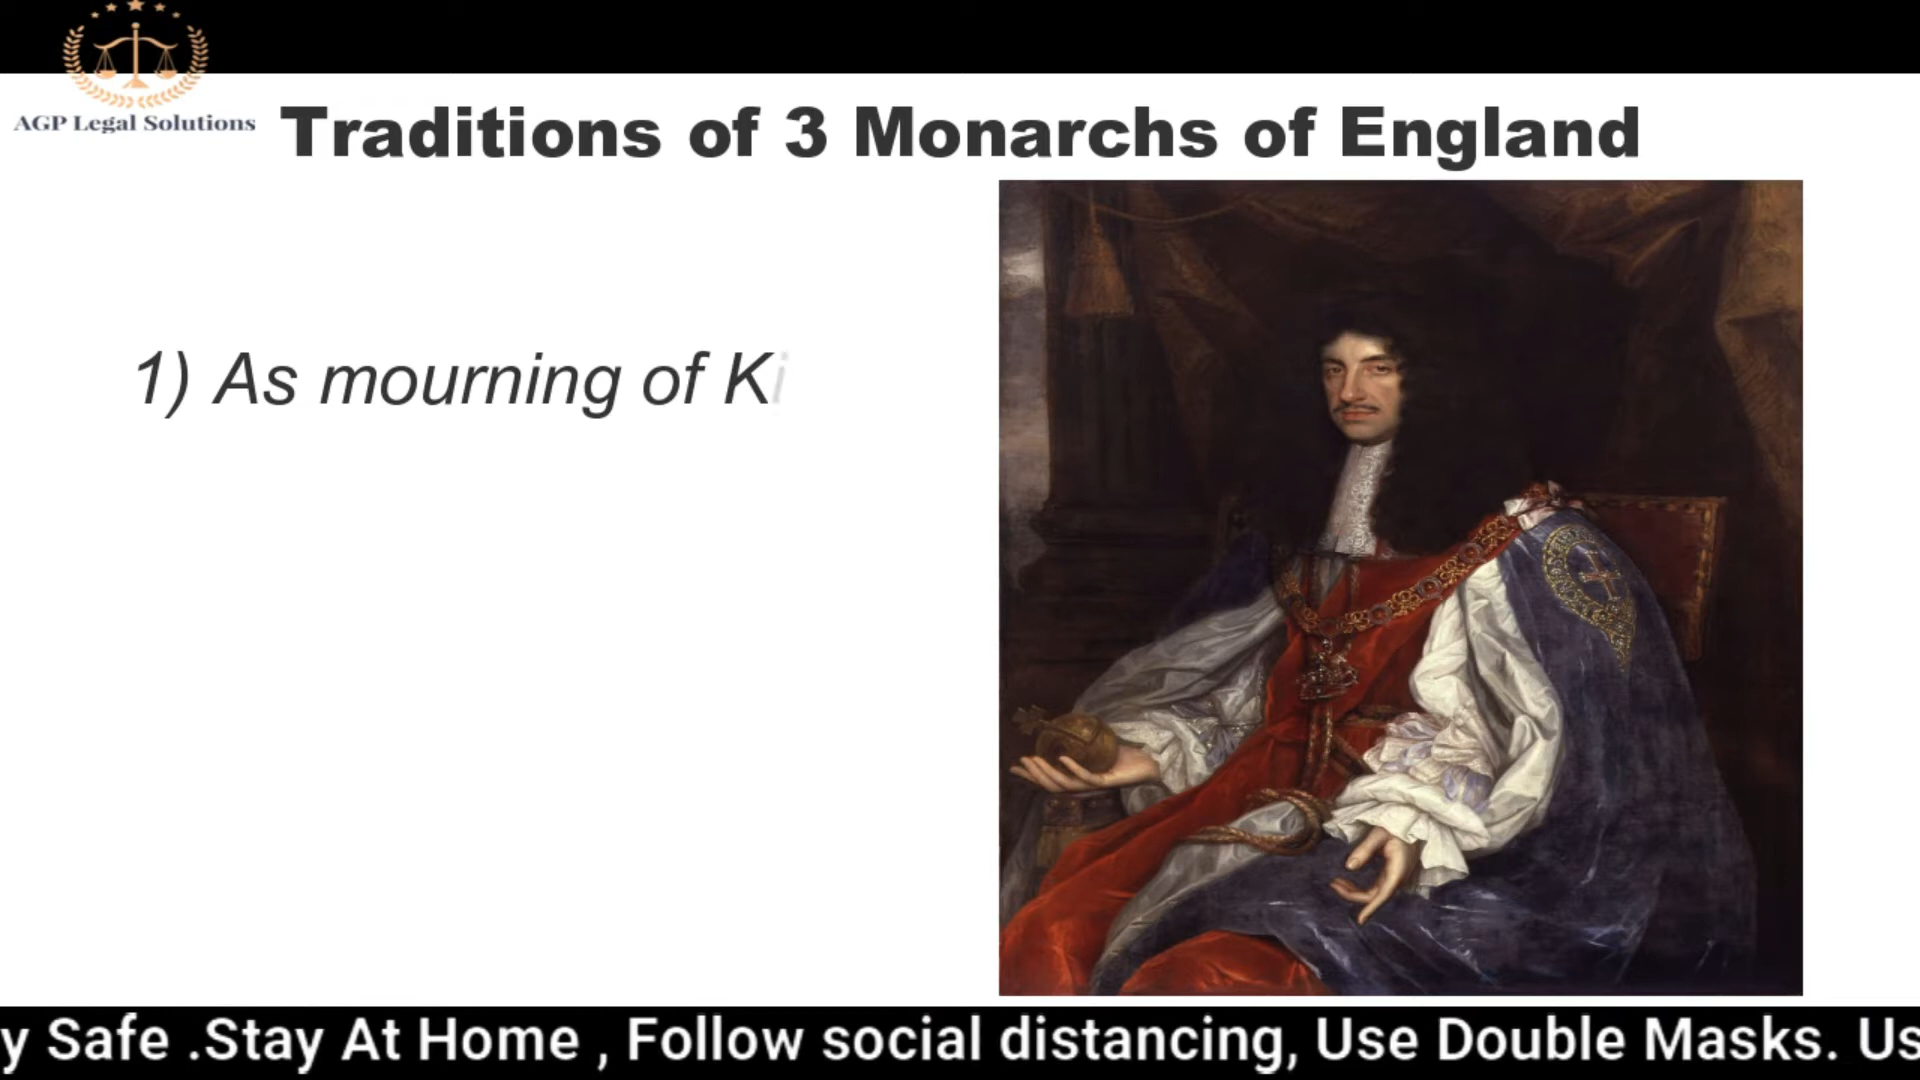 AGP Legal Solutions
Traditions of 3 Monarchs of England
1) As mourning of Ki
y Safe .Stay At Home , Follow social distancing, Use Double Masks. Us